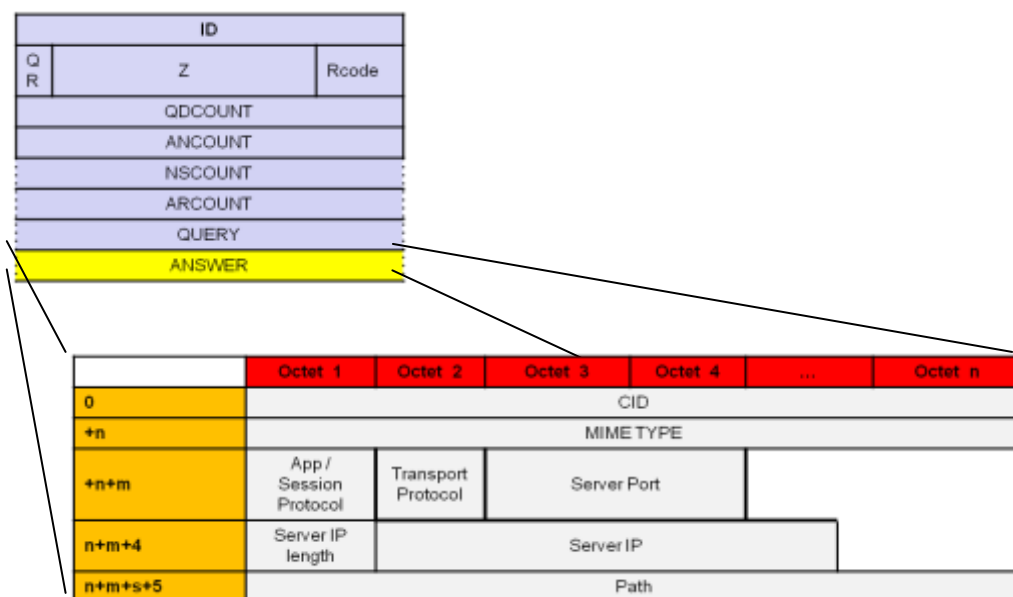 ID
Q
R
Z
Rcode
QDCOUNT
ANCOUNT
NSCOUNT
ARCOUNT
QUERY
ANSWER
Octet 1 Octet 2 Octet 3 Octet 4 ... Octet n
0 CID
+n MIME TYPE
+n+m
App /
Session
Protocol
Transport
Protocol
Server Port
n+m+4
Server IP
length
Server IP
n+m+s+5 Path